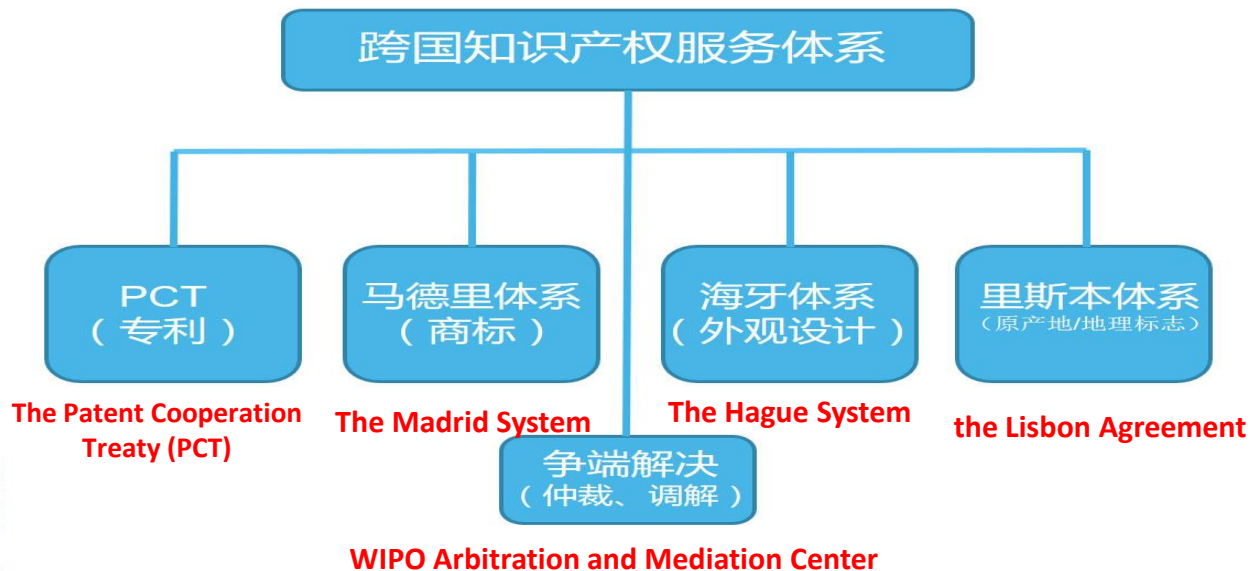 跨国知识产权服务体系
PCT
（专利）
马德里体系
（商标）
海牙体系
（外观设计）
里斯本体系
（原产地/地理标志）
The Patent Cooperation
Treaty (PCT)
The Madrid System
The Hague System
the Lisbon Agreement
争端解决
（仲裁、调解）
WIPO Arbitration and Mediation Center